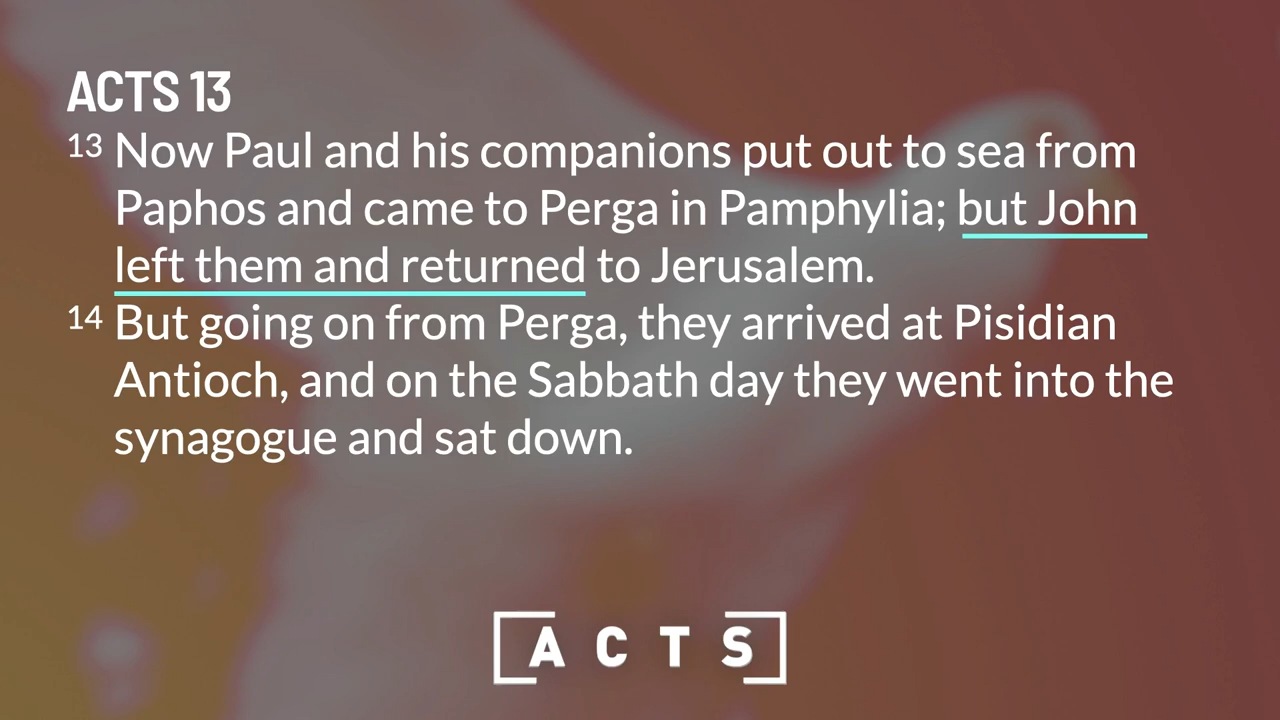 ACTS 13
13 Now Paul and his companions put out to sea from
Paphos and came to Perga in Pamphylia; but John
left them and returned to Jerusalem.
14 But going on from Perga, they arrived at Pisidian
Antioch, and on the Sabbath day they went into the
synagogue and sat down.
ACTS